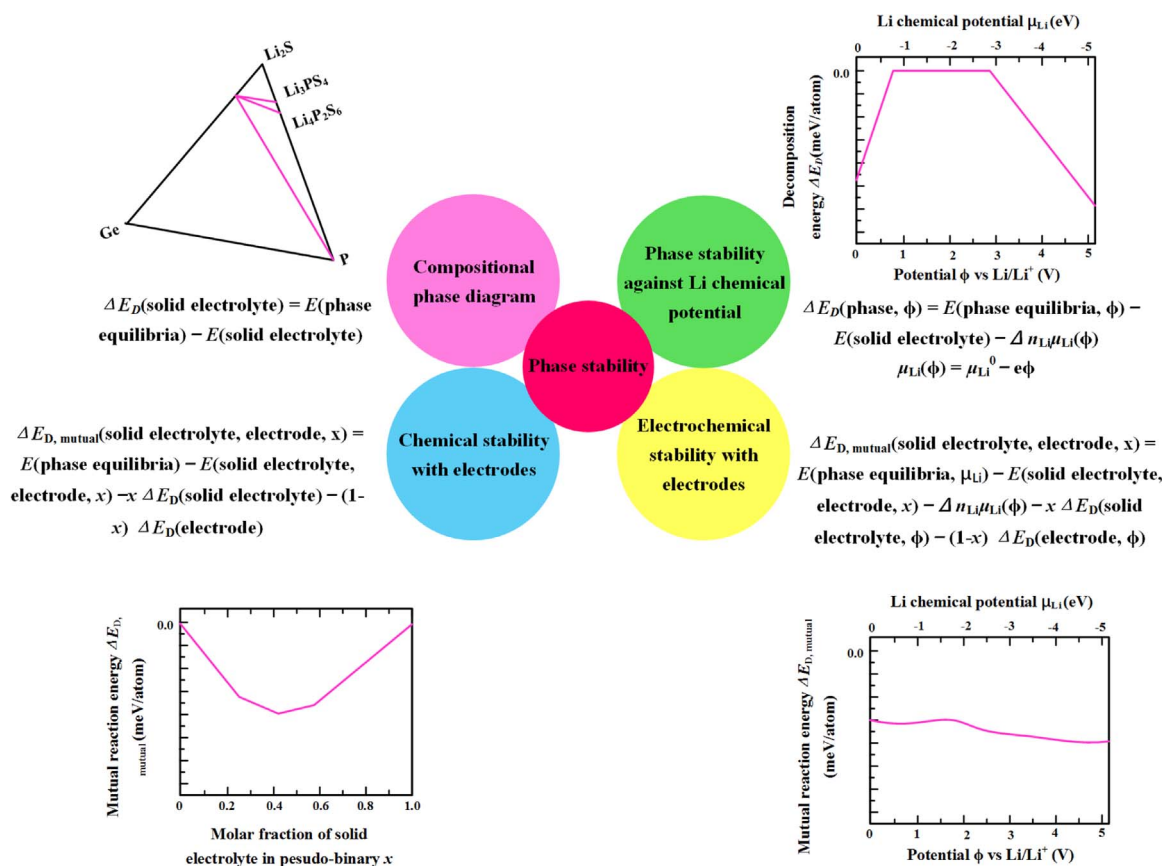 Li₂S
Li₃PS₄
Li₄P₂S₆
Ge
P
ΔE_D(solid electrolyte) = E(phase
equilibria) − E(solid electrolyte)
Li chemical potential μ_Li (eV)
0 -1 -2 -3 -4 -5
0.0
Decomposition
energy ΔE_D(meV/atom)
0 1 2 3 4 5
Potential ϕ vs Li/Li⁺ (V)
ΔE_D(phase, ϕ) = E(phase equilibria, ϕ) −
E(solid electrolyte) − Δ n_Liμ_Li(ϕ)
μ_Li(ϕ) = μ_Li⁰ − eϕ
Compositional
phase diagram
Phase stability
against Li chemical
potential
Phase stability
Chemical stability
with electrodes
Electrochemical
stability with
electrodes
ΔE_D, mutual(solid electrolyte, electrode, x) =
E(phase equilibria) − E(solid electrolyte,
electrode, x) −x ΔE_D(solid electrolyte) − (1-
x) ΔE_D(electrode)
ΔE_D, mutual(solid electrolyte, electrode, x) =
E(phase equilibria, μ_Li) − E(solid electrolyte,
electrode, x) − Δ n_Liμ_Li(ϕ) − x ΔE_D(solid
electrolyte, ϕ) − (1-x) ΔE_D(electrode, ϕ)
0.0
Mutual reaction energy ΔE_D,
mutual (meV/atom)
0 0.2 0.4 0.6 0.8 1.0
Molar fraction of solid
electrolyte in pesudo-binary x
Li chemical potential μ_Li (eV)
0 -1 -2 -3 -4 -5
0.0
Mutual reaction energy ΔE_D, mutual
(meV/atom)
0 1 2 3 4 5
Potential ϕ vs Li/Li⁺ (V)